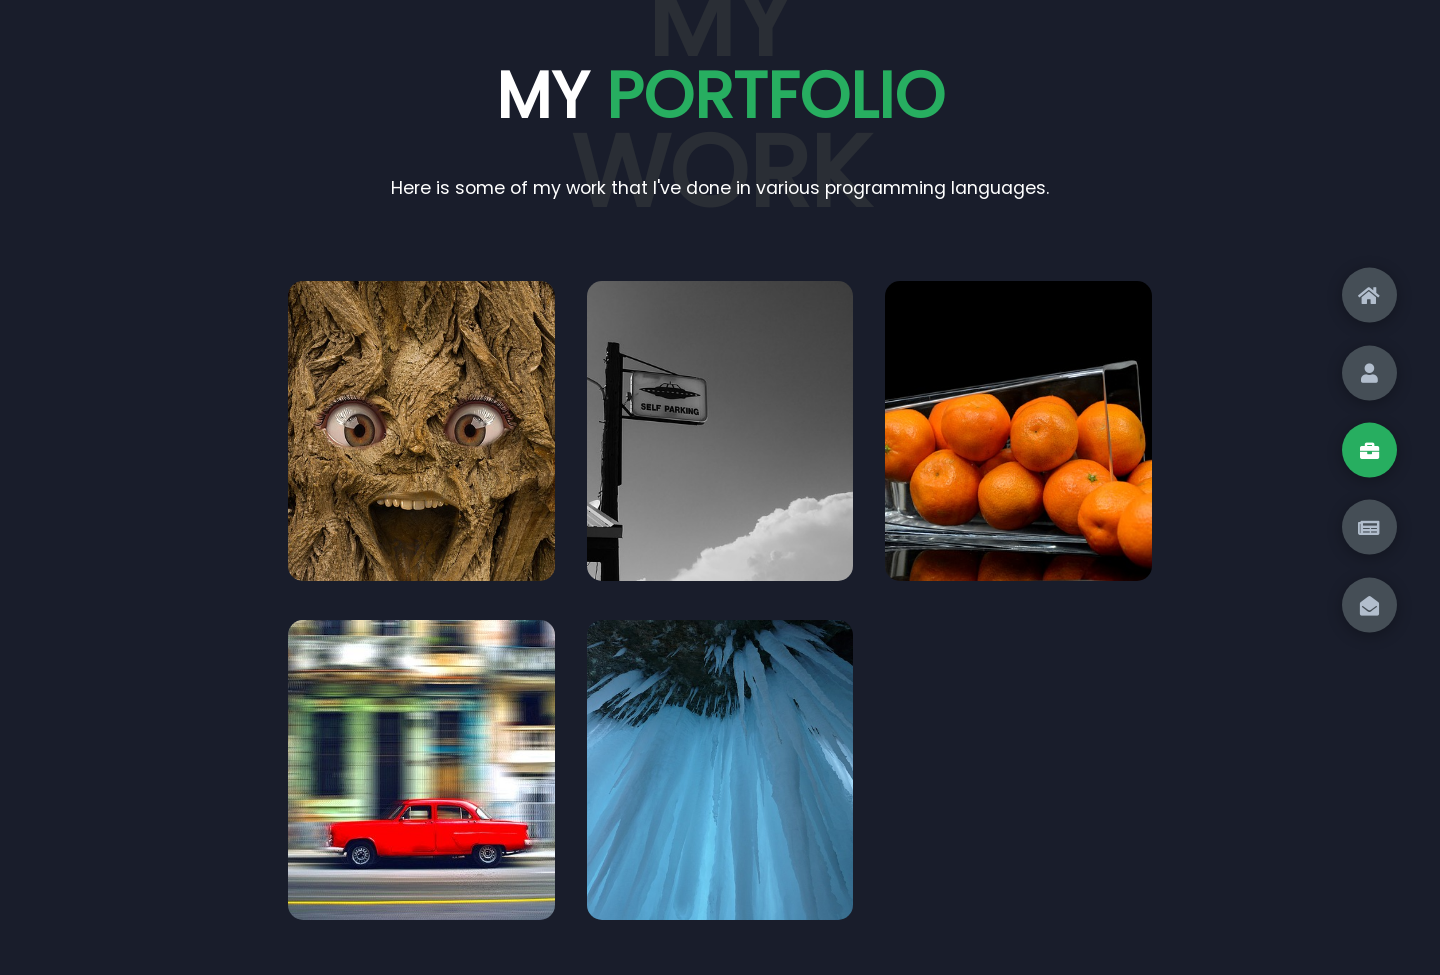 MY
MY PORTFOLIO
WORK
Here is some of my work that I've done in various programming languages.
SELF PARKING